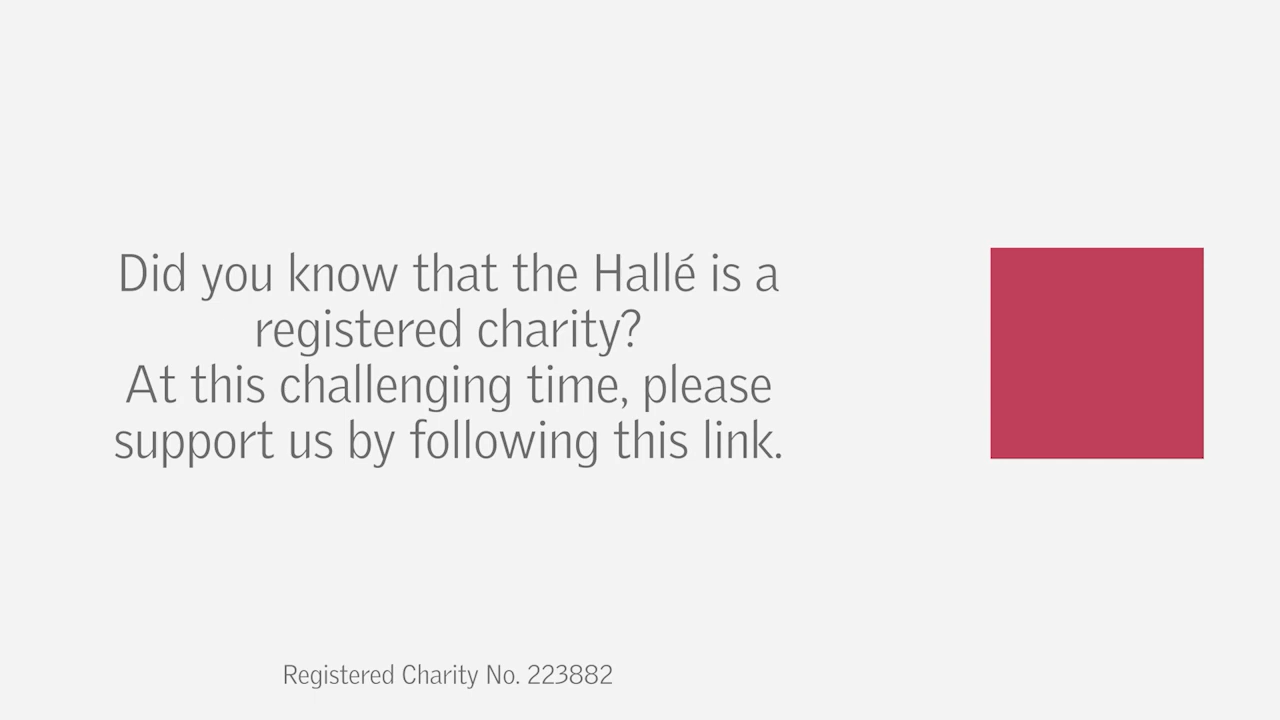 Did you know that the Hallé is a
registered charity?
At this challenging time, please
support us by following this link.
Registered Charity No. 223882